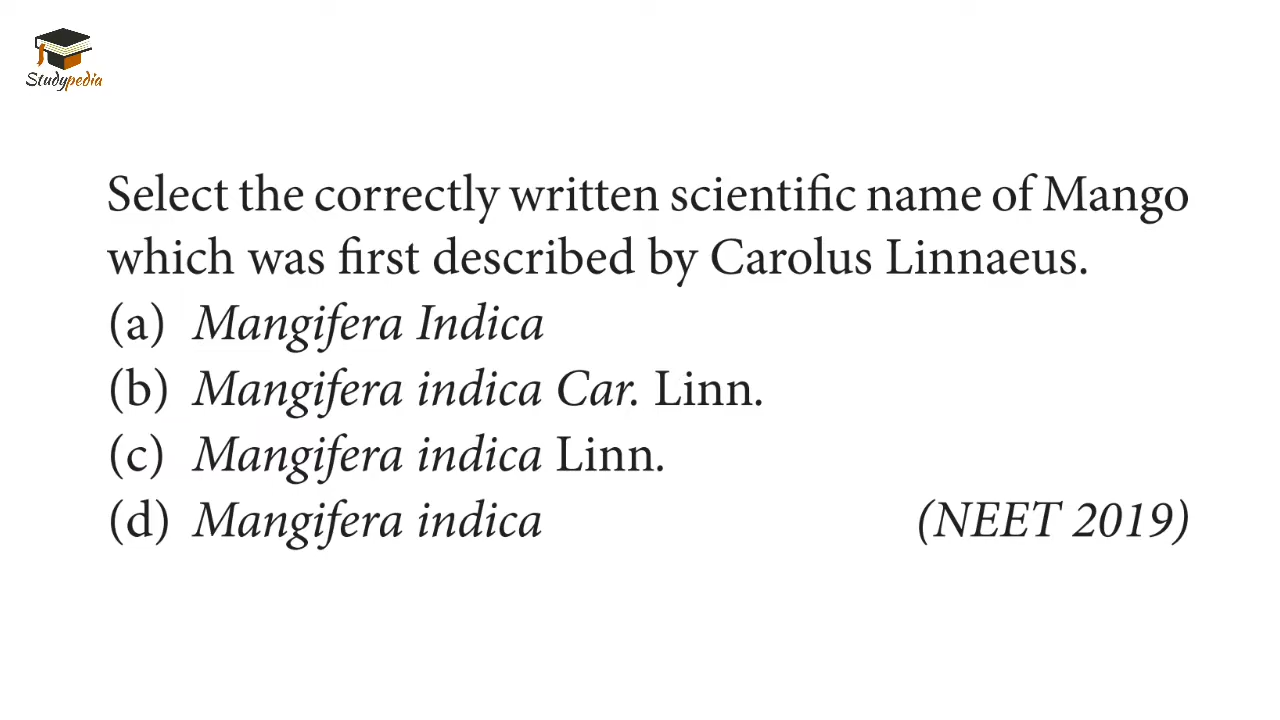 Studypedia
Select the correctly written scientific name of Mango
which was first described by Carolus Linnaeus.
(a) Mangifera Indica
(b) Mangifera indica Car. Linn.
(c) Mangifera indica Linn.
(d) Mangifera indica (NEET 2019)